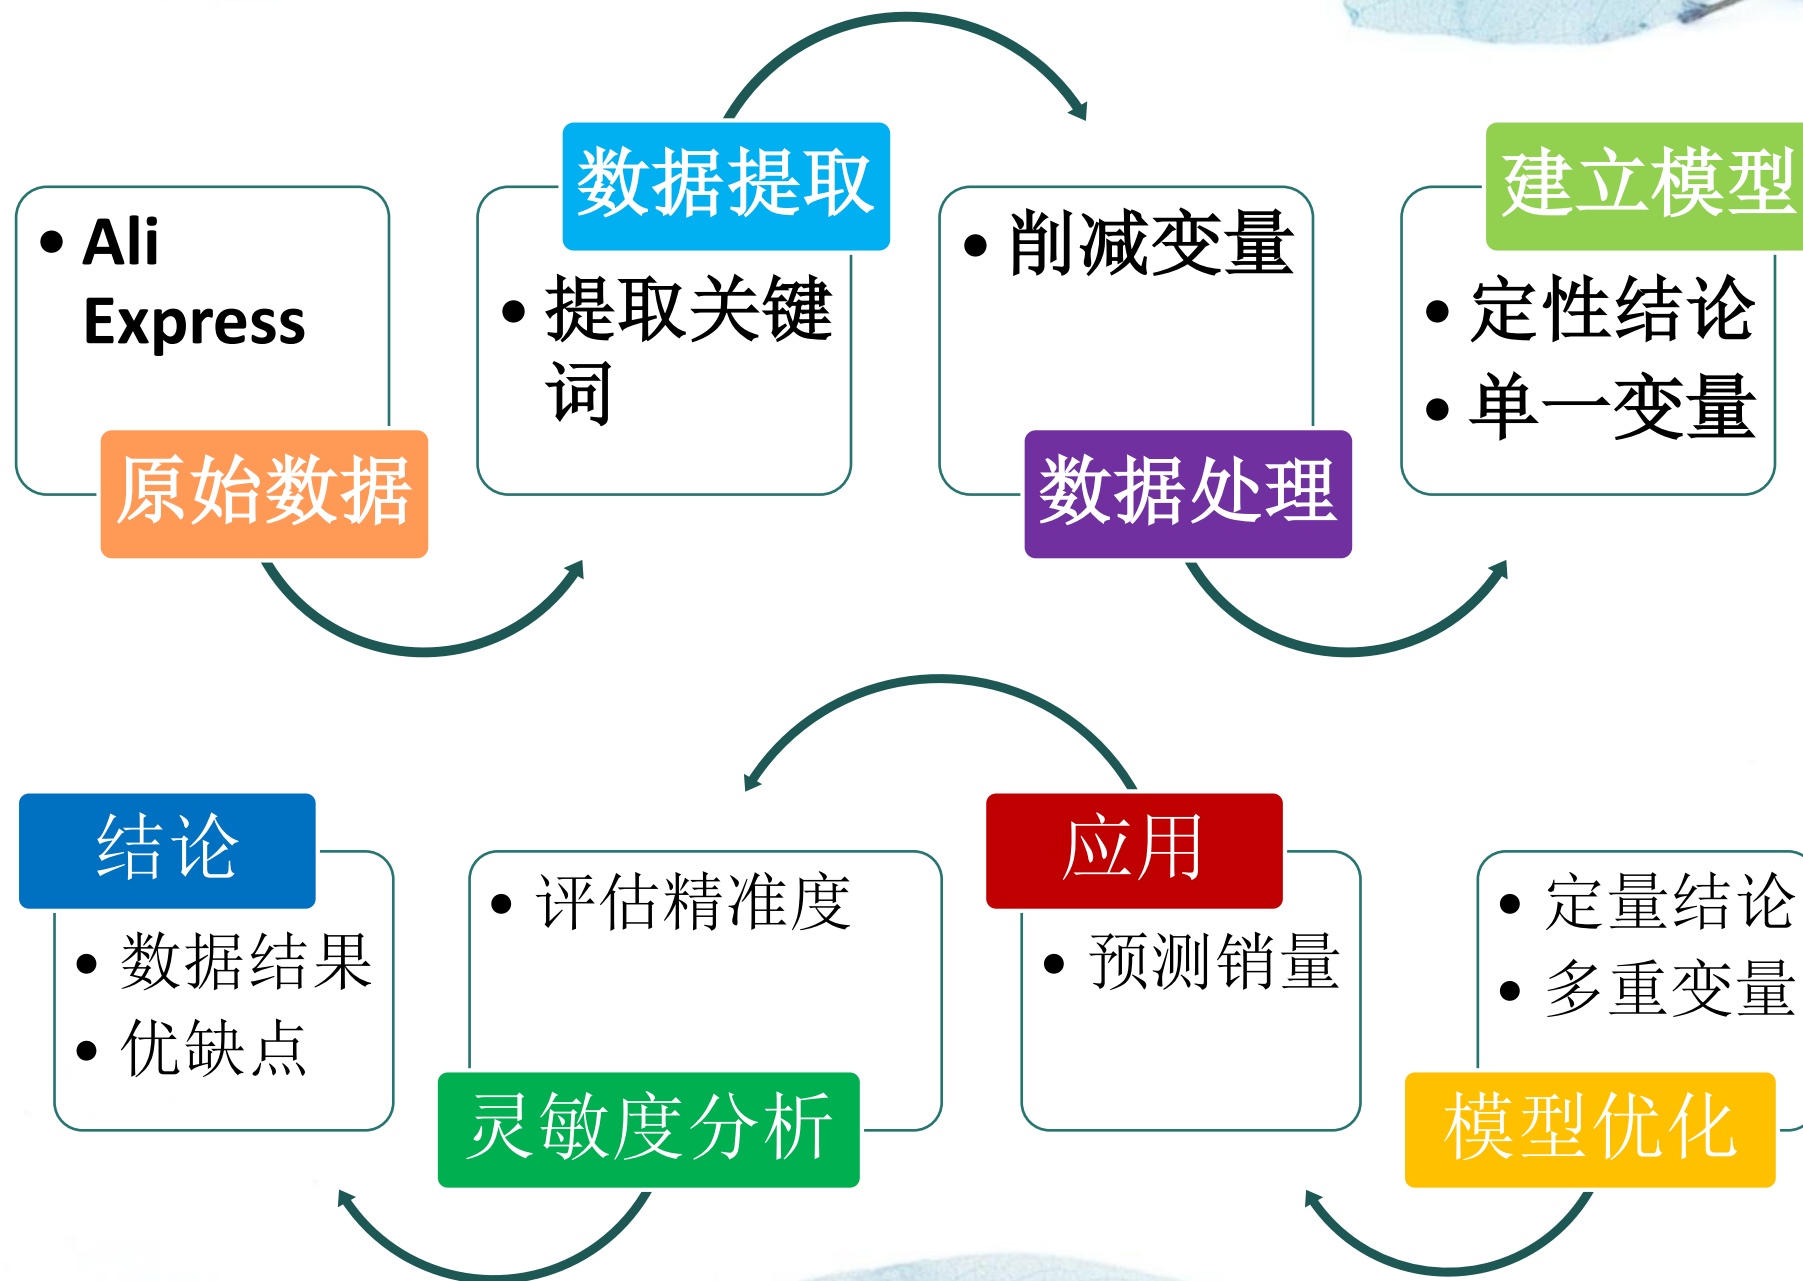 数据提取
建立模型
• Ali
Express
• 提取关键
词
• 削减变量
• 定性结论
• 单一变量
原始数据
数据处理
结论
应用
• 数据结果
• 优缺点
• 评估精准度
• 预测销量
• 定量结论
• 多重变量
灵敏度分析
模型优化